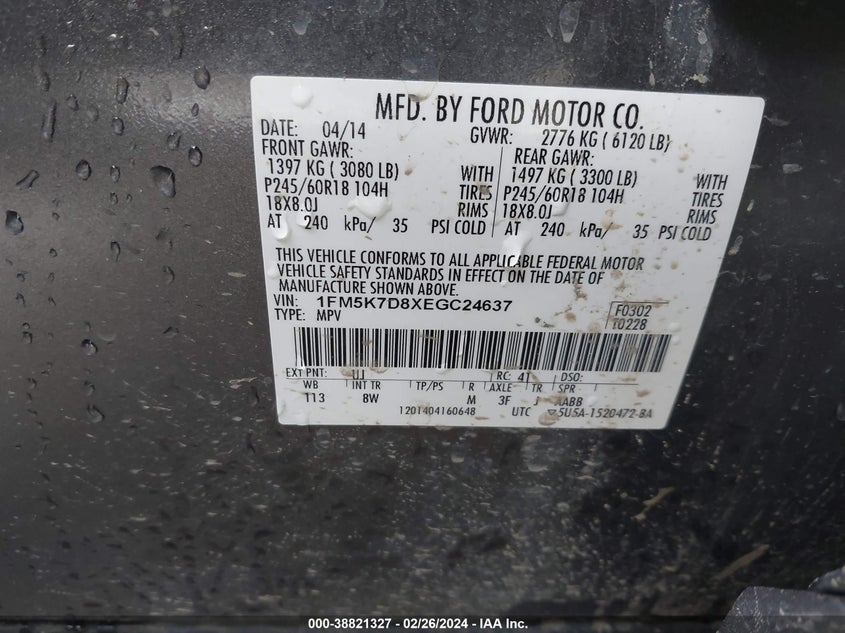 MFD. BY FORD MOTOR CO.
DATE: 04/14 GVWR: 2776 KG ( 6120 LB)
FRONT GAWR: REAR GAWR:
1397 KG ( 3080 LB) WITH 1497 KG ( 3300 LB) WITH
P245/60R18 104H TIRES P245/60R18 104H TIRES
18X8.0J RIMS 18X8.0J RIMS
AT 240 kPa/ 35 PSI COLD AT 240 kPa/ 35 PSI COLD
THIS VEHICLE CONFORMS TO ALL APPLICABLE FEDERAL MOTOR
VEHICLE SAFETY STANDARDS IN EFFECT ON THE DATE OF
MANUFACTURE SHOWN ABOVE.
VIN: 1FM5K7D8XEGC24637
TYPE: MPV
F0302
T0228
EXT PNT: UJ RC: 41 DSO:
WB INT TR TP/PS R AXLE TR SPR
113 8W M 3F J AABB
1201404160648 UTC 5U5A-1520472-BA
000-38821327 - 02/26/2024 - IAA Inc.